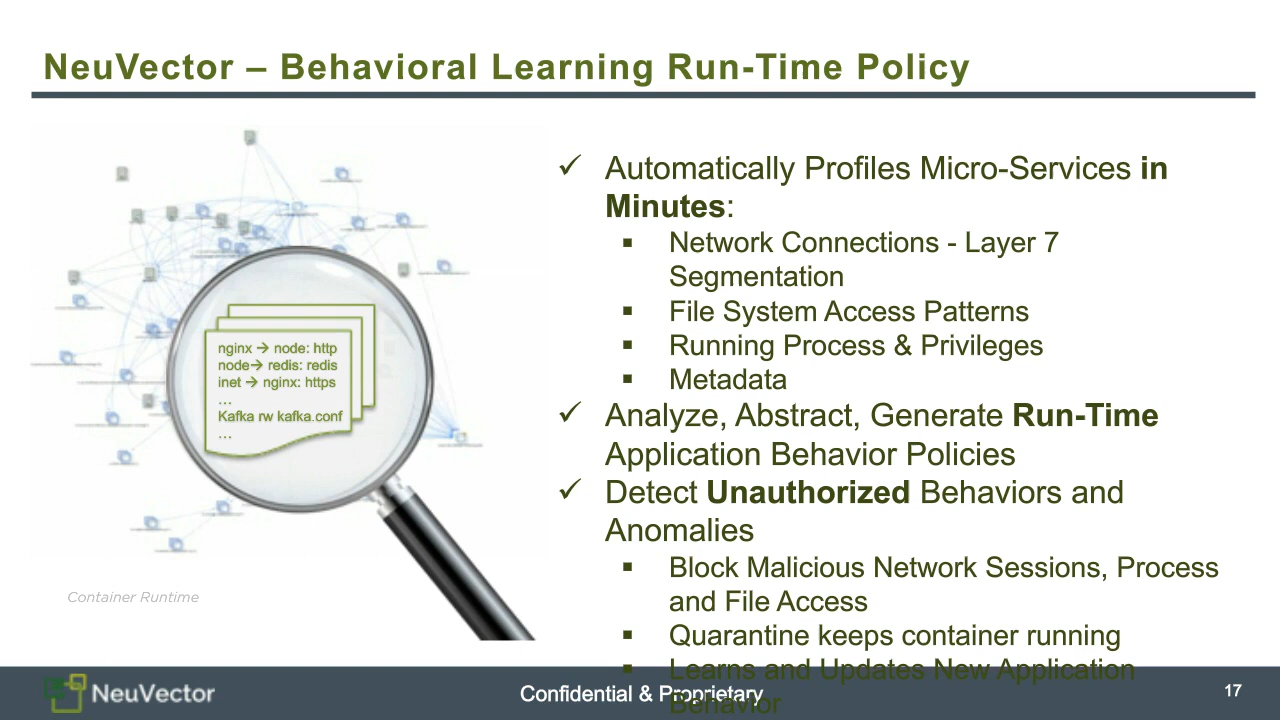 NeuVector – Behavioral Learning Run-Time Policy
✓ Automatically Profiles Micro-Services in
Minutes:
▪ Network Connections - Layer 7
Segmentation
▪ File System Access Patterns
▪ Running Process & Privileges
▪ Metadata
✓ Analyze, Abstract, Generate Run-Time
Application Behavior Policies
✓ Detect Unauthorized Behaviors and
Anomalies
▪ Block Malicious Network Sessions, Process
and File Access
▪ Quarantine keeps container running
▪ Learns and Updates New Application
Behavior
nginx → node: http
node→ redis: redis
inet → nginx: https
…
Kafka rw kafka.conf
…
Container Runtime
NeuVector
Confidential & Proprietary
17